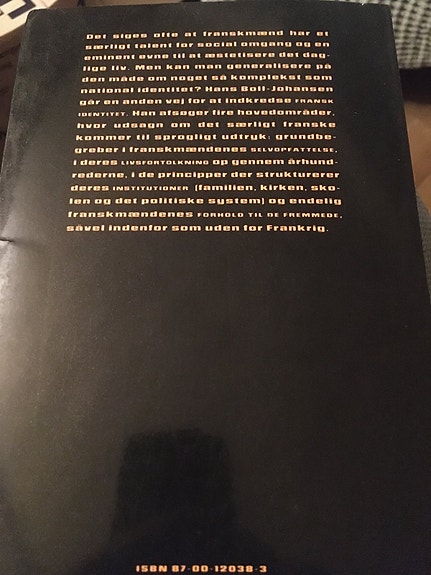 Det siges ofte at franskmænd har et
særligt talent for social omgang og en
eminent evne til at æstetisere det dag-
lige liv. Men kan man generalisere på
den måde om noget så komplekst som
national identitet? Hans Boll-Johansen
går en anden vej for at indkredse FRANSK
IDENTITET. Han afsøger fire hovedområder,
hvor udsagn om det særligt franske
kommer til sprogligt udtryk: grundbe-
greber i franskmændenes SELVOPFATTELSE,
i deres LIVSFORTOLKNING op gennem århund-
rederne, i de principper der strukturerer
deres INSTITUTIONER (familien, kirken, sko-
len og det politiske system) og endelig
franskmændenes FORHOLD TIL DE FREMMEDE,
såvel indenfor som uden for Frankrig.
ISBN 87-00-12038-3